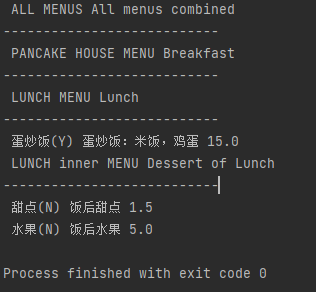 ALL MENUS All menus combined
---------------------------
PANCAKE HOUSE MENU Breakfast
---------------------------
LUNCH MENU Lunch
---------------------------
蛋炒饭(Y) 蛋炒饭：米饭，鸡蛋 15.0
LUNCH inner MENU Dessert of Lunch
---------------------------
甜点(N) 饭后甜点 1.5
水果(N) 饭后水果 5.0
Process finished with exit code 0